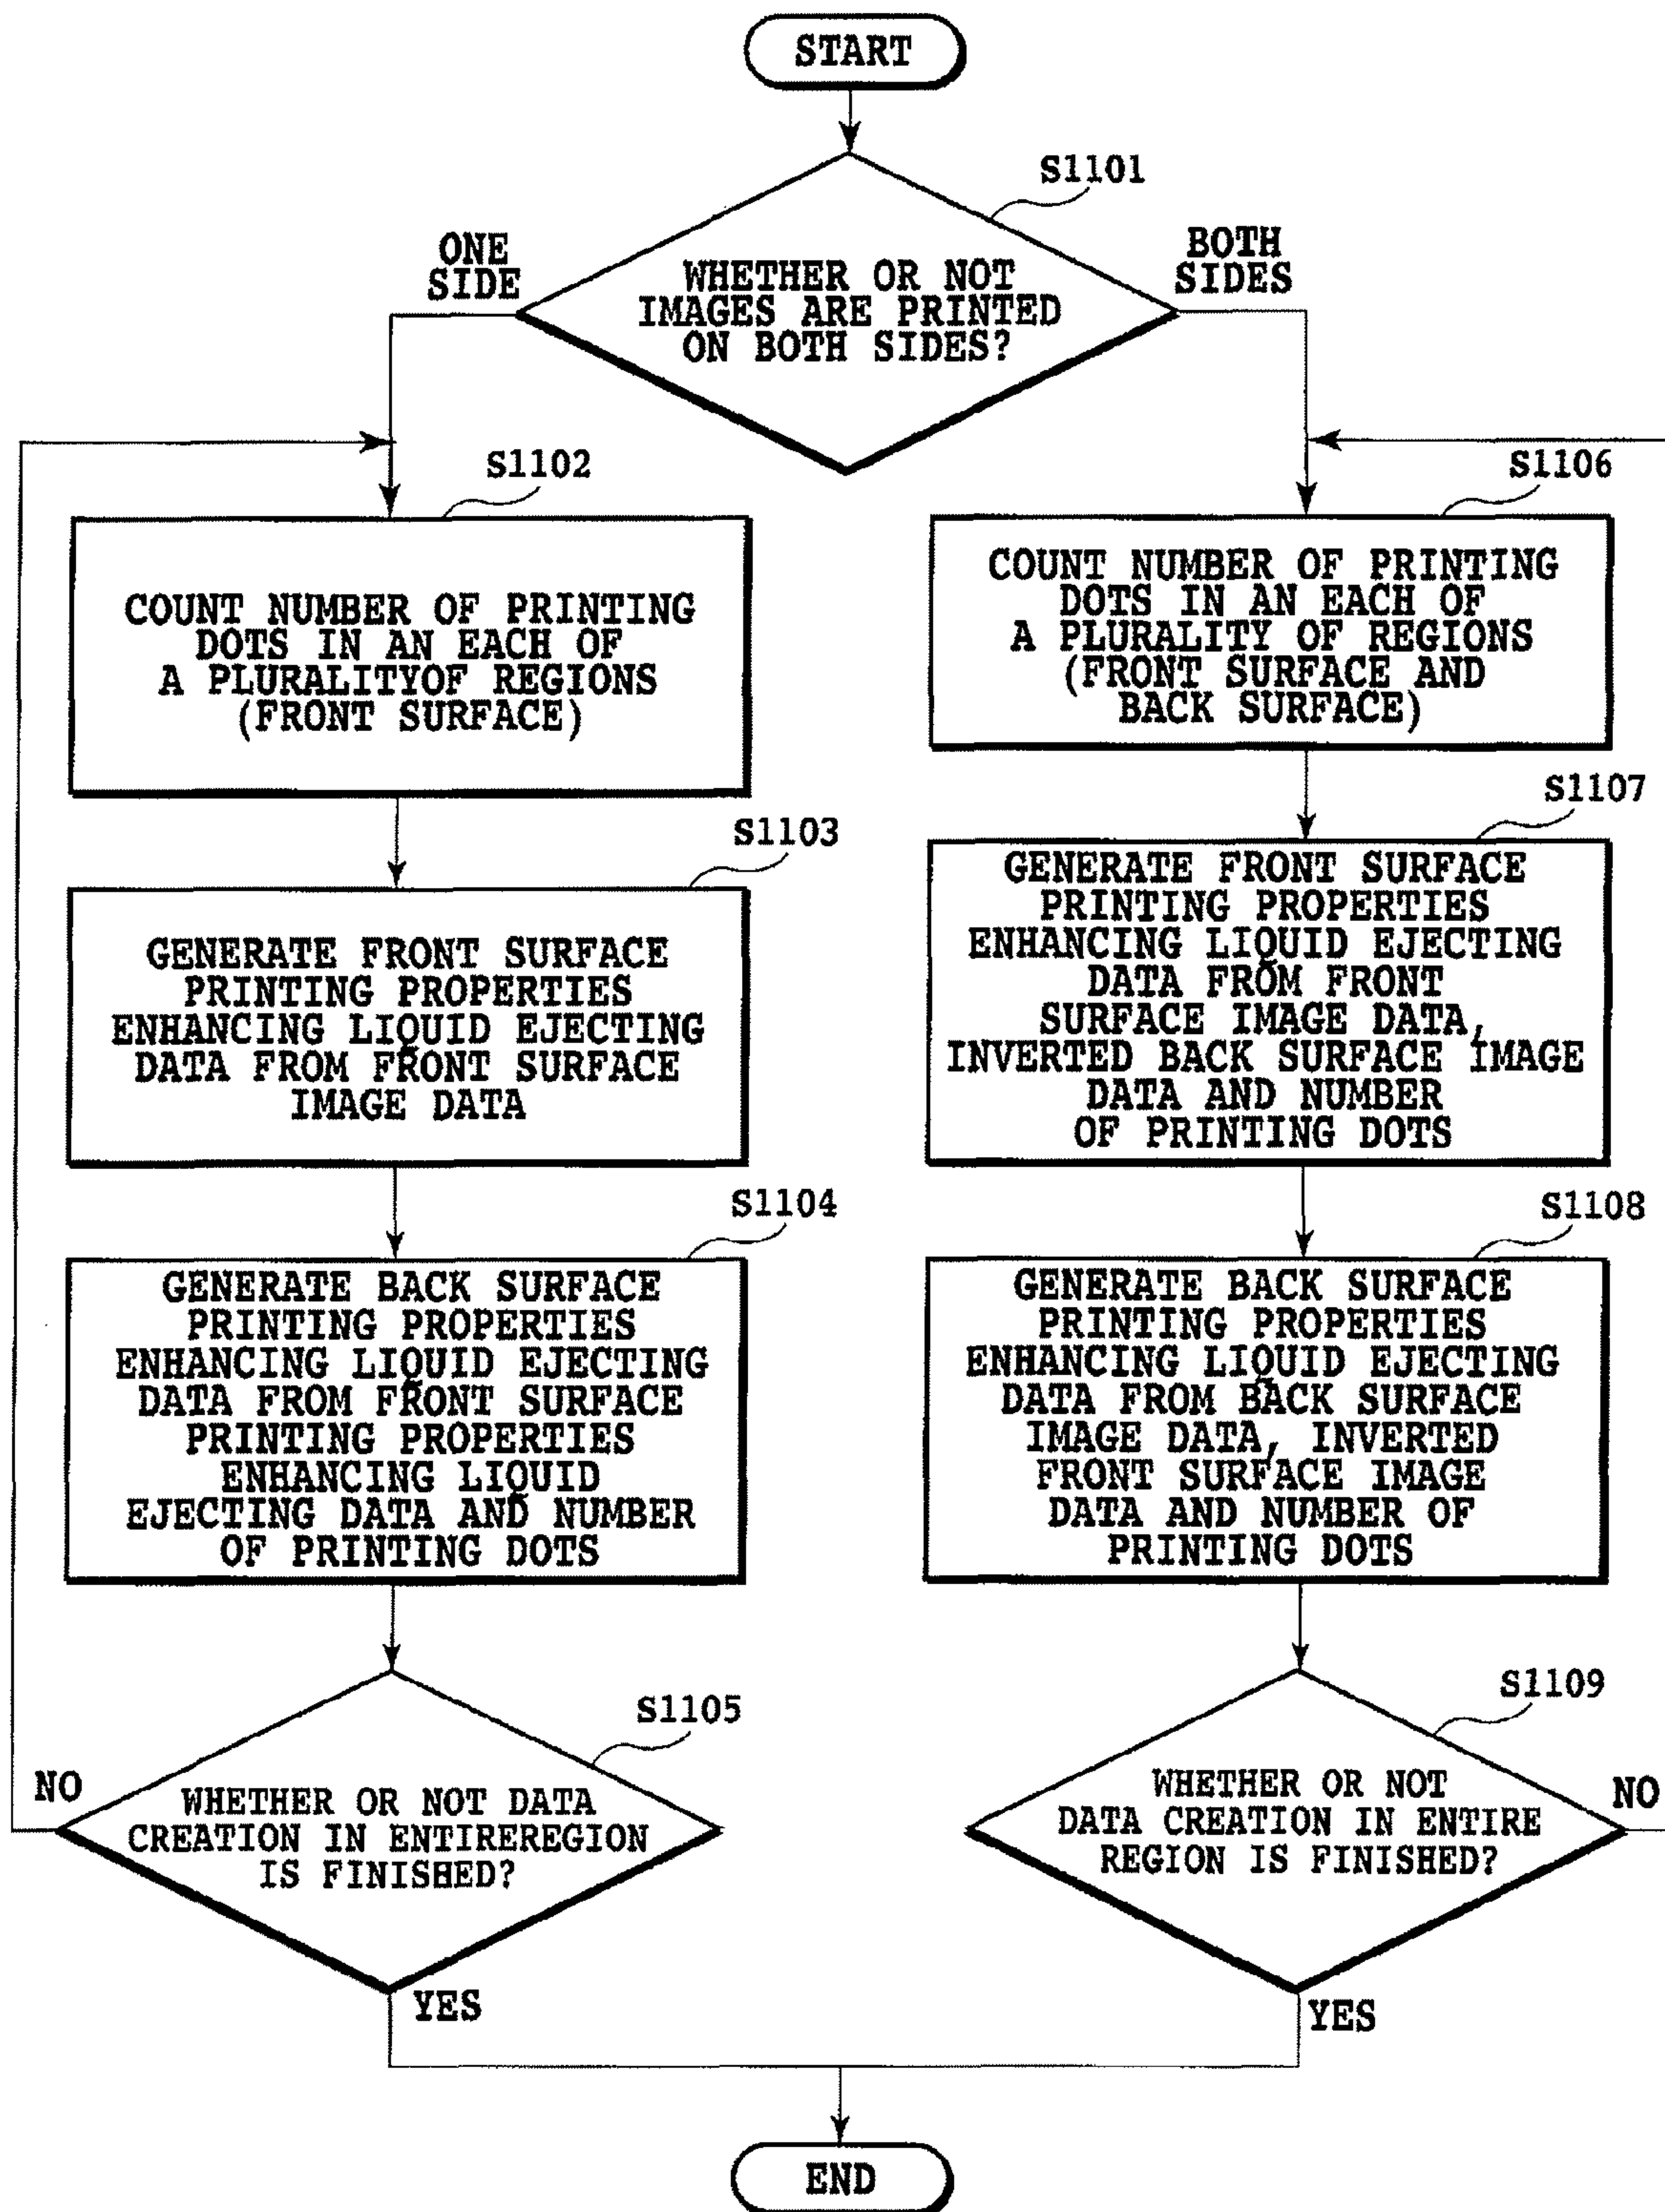 START
S1101
ONE
SIDE
BOTH
SIDES
WHETHER OR NOT
IMAGES ARE PRINTED
ON BOTH SIDES?
S1102
COUNT NUMBER OF PRINTING
DOTS IN AN EACH OF
A PLURALITYOF REGIONS
(FRONT SURFACE)
S1103
GENERATE FRONT SURFACE
PRINTING PROPERTIES
ENHANCING LIQUID EJECTING
DATA FROM FRONT SURFACE
IMAGE DATA
S1104
GENERATE BACK SURFACE
PRINTING PROPERTIES
ENHANCING LIQUID EJECTING
DATA FROM FRONT SURFACE
PRINTING PROPERTIES
ENHANCING LIQUID
EJECTING DATA AND NUMBER
OF PRINTING DOTS
S1105
NO
WHETHER OR NOT DATA
CREATION IN ENTIREREGION
IS FINISHED?
YES
S1106
COUNT NUMBER OF PRINTING
DOTS IN AN EACH OF
A PLURALITY OF REGIONS
(FRONT SURFACE AND
BACK SURFACE)
S1107
GENERATE FRONT SURFACE
PRINTING PROPERTIES
ENHANCING LIQUID EJECTING
DATA FROM FRONT
SURFACE IMAGE DATA,
INVERTED BACK SURFACE IMAGE
DATA AND NUMBER
OF PRINTING DOTS
S1108
GENERATE BACK SURFACE
PRINTING PROPERTIES
ENHANCING LIQUID EJECTING
DATA FROM BACK SURFACE
IMAGE DATA, INVERTED
FRONT SURFACE IMAGE
DATA AND NUMBER OF
PRINTING DOTS
S1109
WHETHER OR NOT
DATA CREATION IN ENTIRE
REGION IS FINISHED?
NO
YES
END